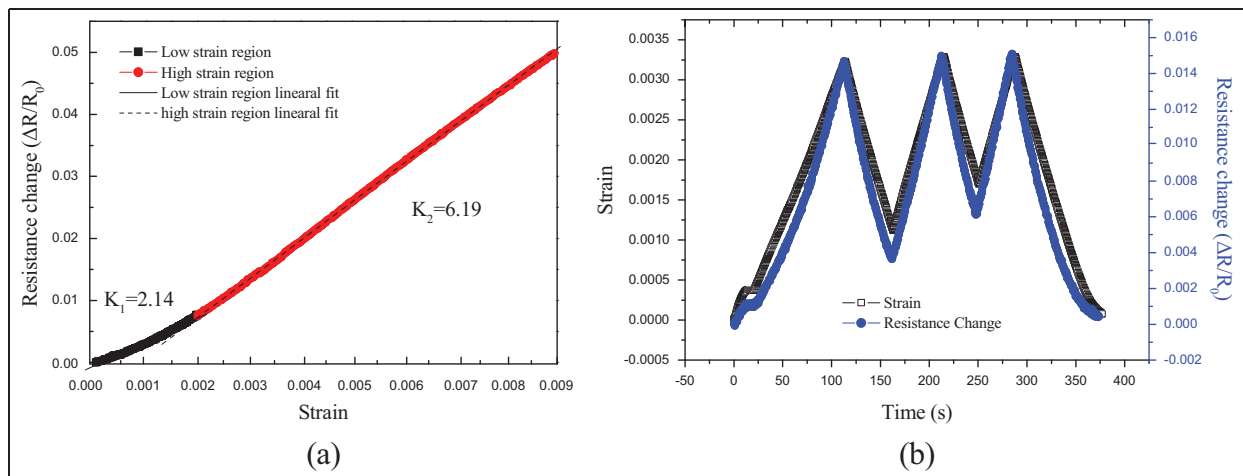 Low strain region
High strain region
Low strain region lineral fit
high strain region lineral fit
Resistance change (ΔR/R₀)
0.05
0.04
0.03
0.02
0.01
0.00
K₂=6.19
K₁=2.14
0.000 0.001 0.002 0.003 0.004 0.005 0.006 0.007 0.008 0.009
Strain
(a)
Strain
0.0035
0.0030
0.0025
0.0020
0.0015
0.0010
0.0005
0.0000
-0.0005
Strain
Resistance Change
0.016
0.014
0.012
0.010
0.008
0.006
0.004
0.002
0.000
-0.002
Resistance change (ΔR/R₀)
-50 0 50 100 150 200 250 300 350 400
Time (s)
(b)